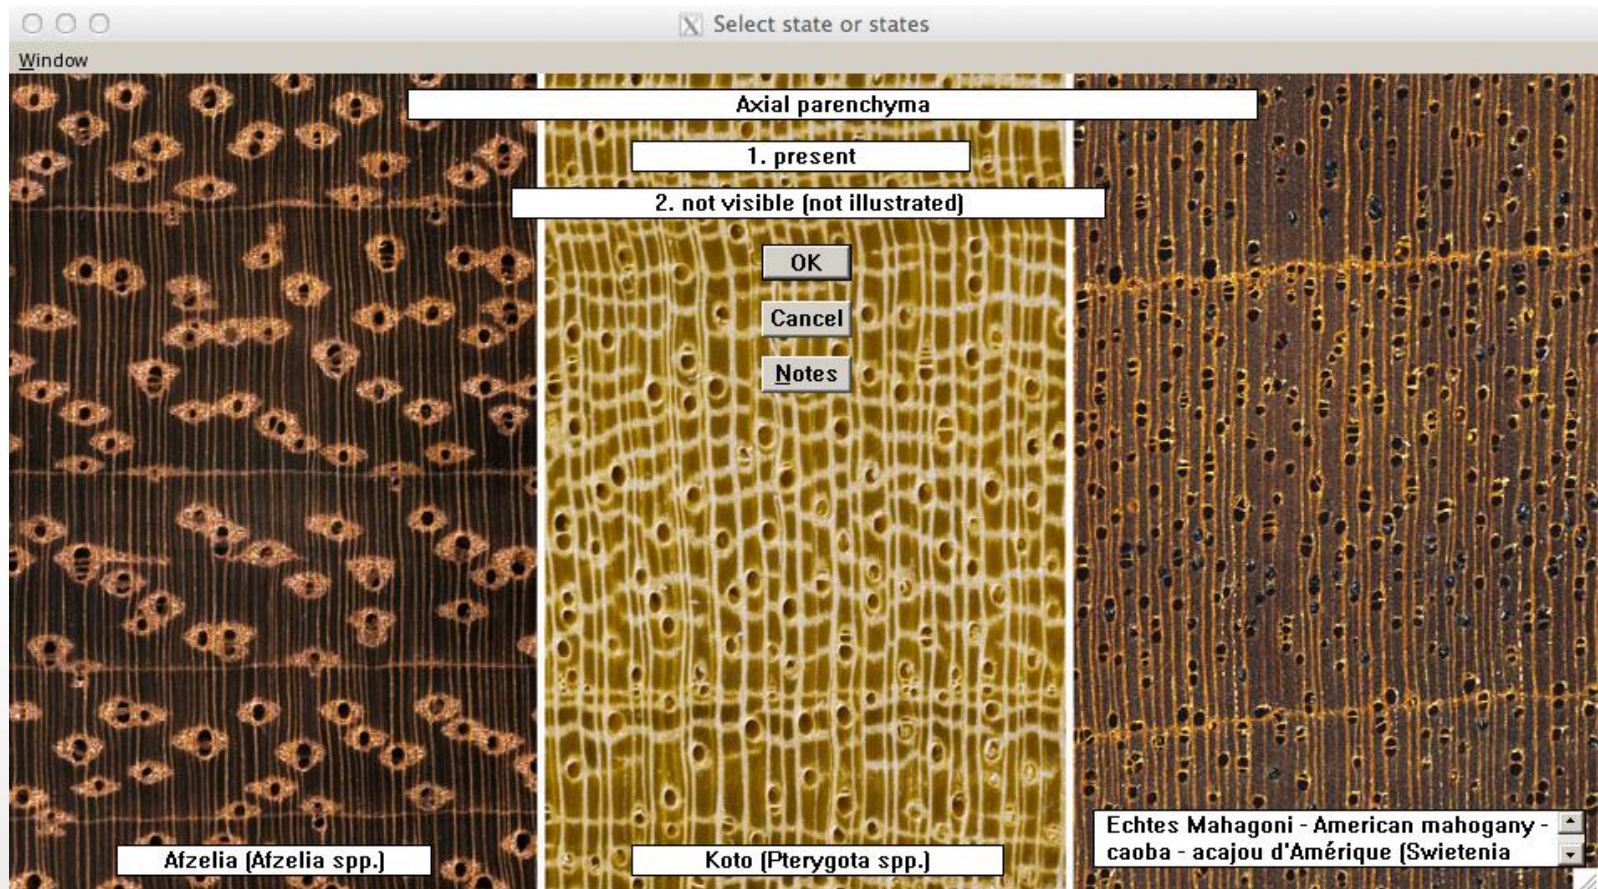 Select state or states
Window
Axial parenchyma
1. present
2. not visible (not illustrated)
OK
Cancel
Notes
Afzelia (Afzelia spp.)
Koto (Pterygota spp.)
Echtes Mahagoni - American mahogany -
caoba - acajou d'Amérique (Swietenia